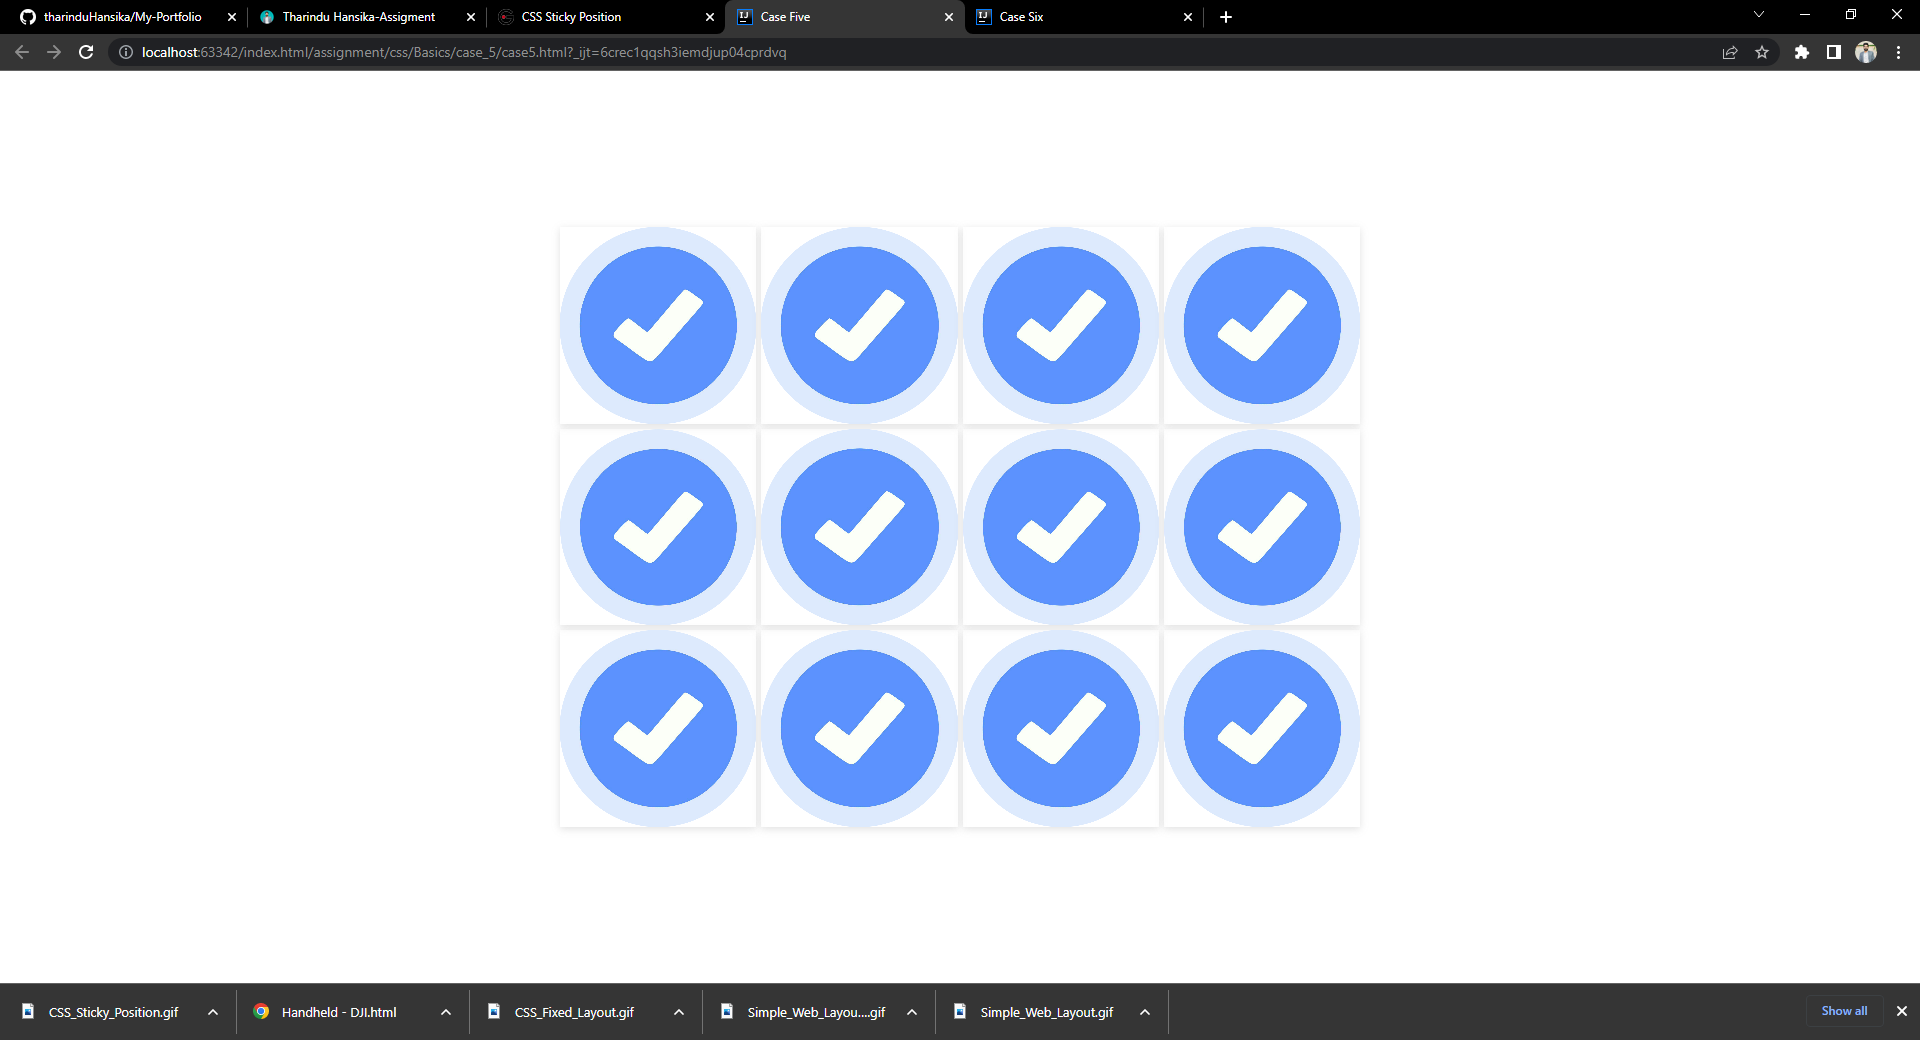 tharinduHansika/My-Portfolio
Tharindu Hansika-Assigment
CSS Sticky Position
IJ Case Five
IJ Case Six
localhost:63342/index.html/assignment/css/Basics/case_5/case5.html?_ijt=6crec1qqsh3iemdjup04cprdvq
CSS_Sticky_Position.gif
Handheld - DJI.html
CSS_Fixed_Layout.gif
Simple_Web_Layou....gif
Simple_Web_Layout.gif
Show all